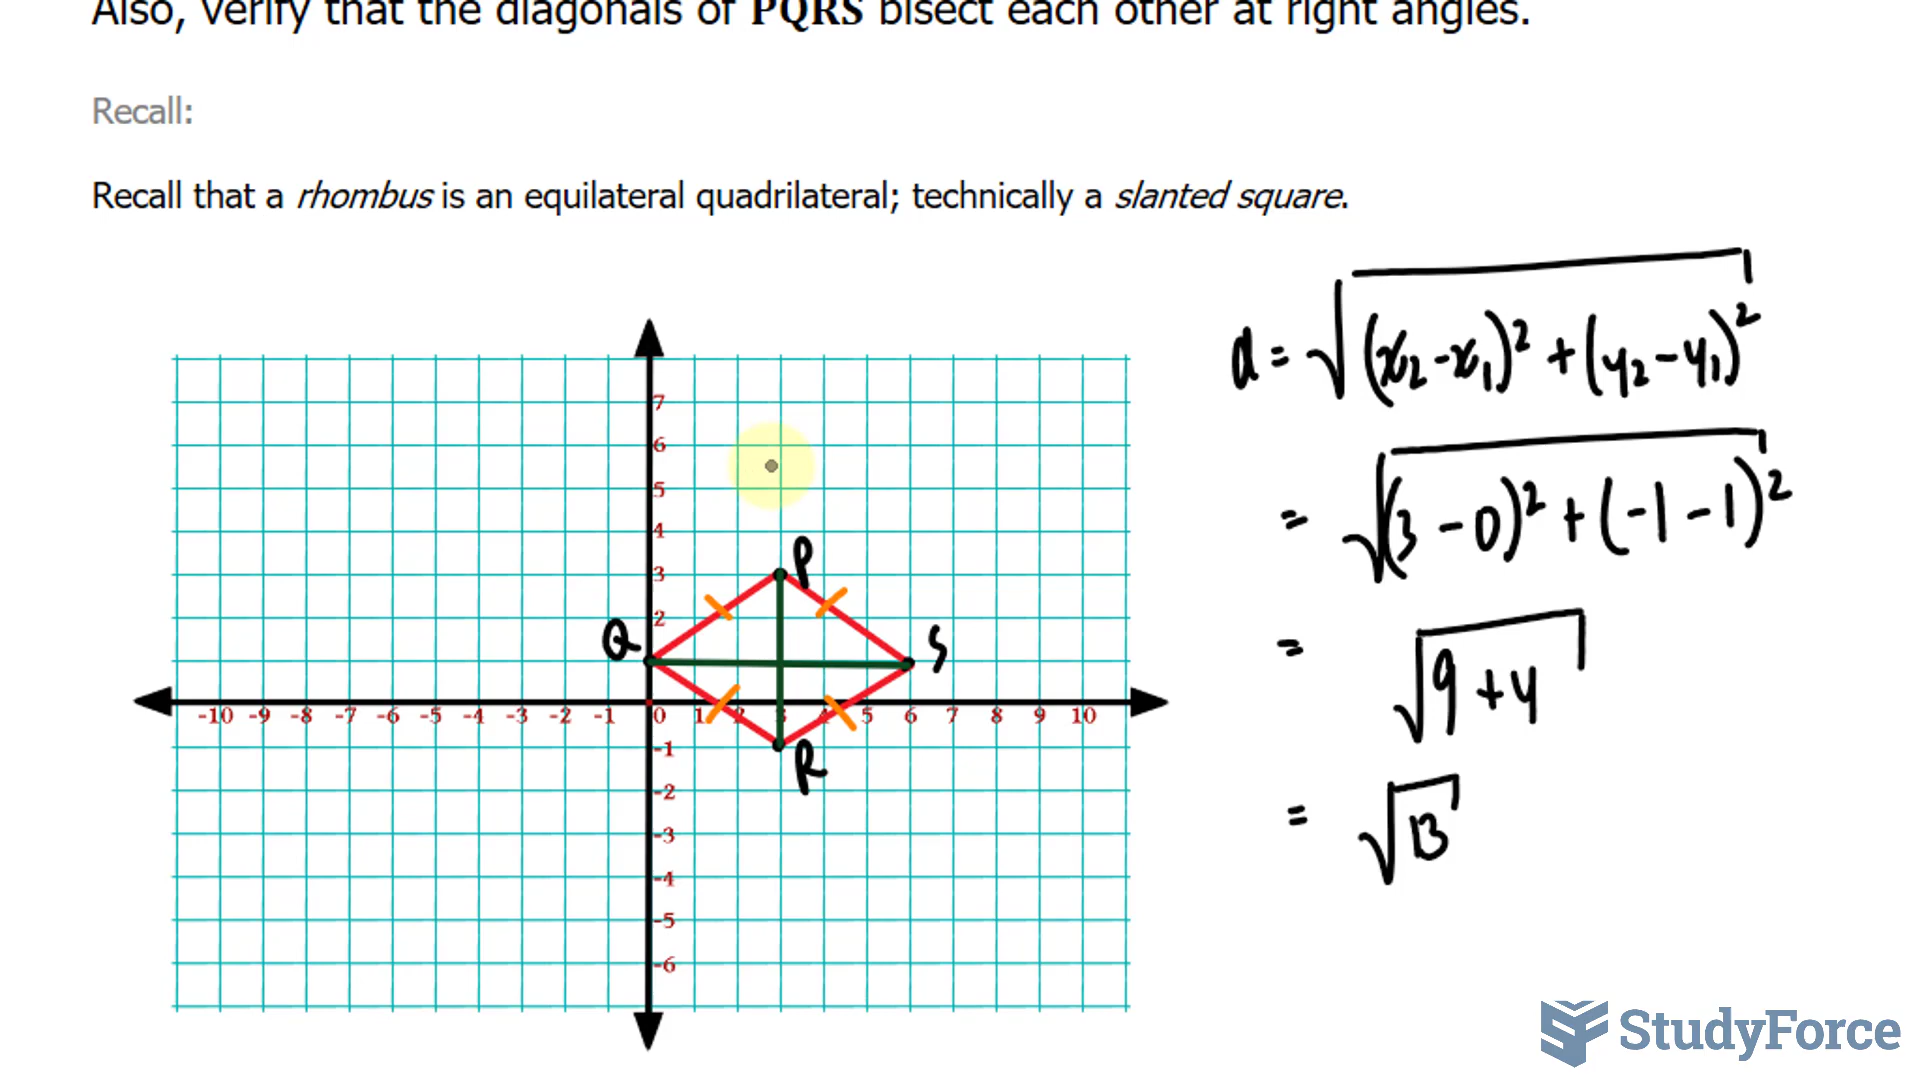 Also, verify that the diagonals of PQRS bisect each other at right angles.
Recall:
Recall that a rhombus is an equilateral quadrilateral; technically a slanted square.
d = √(x₂-x₁)² + (y₂-y₁)²
= √(3-0)² + (-1-1)²
= √9+4
= √13
7
6
5
4
P
3
2
Q
S
-10 -9 -8 -7 -6 -5 -4 -3 -2 -1 0 1 2 3 4 5 6 7 8 9 10
-1
R
-2
-3
-4
-5
-6
StudyForce